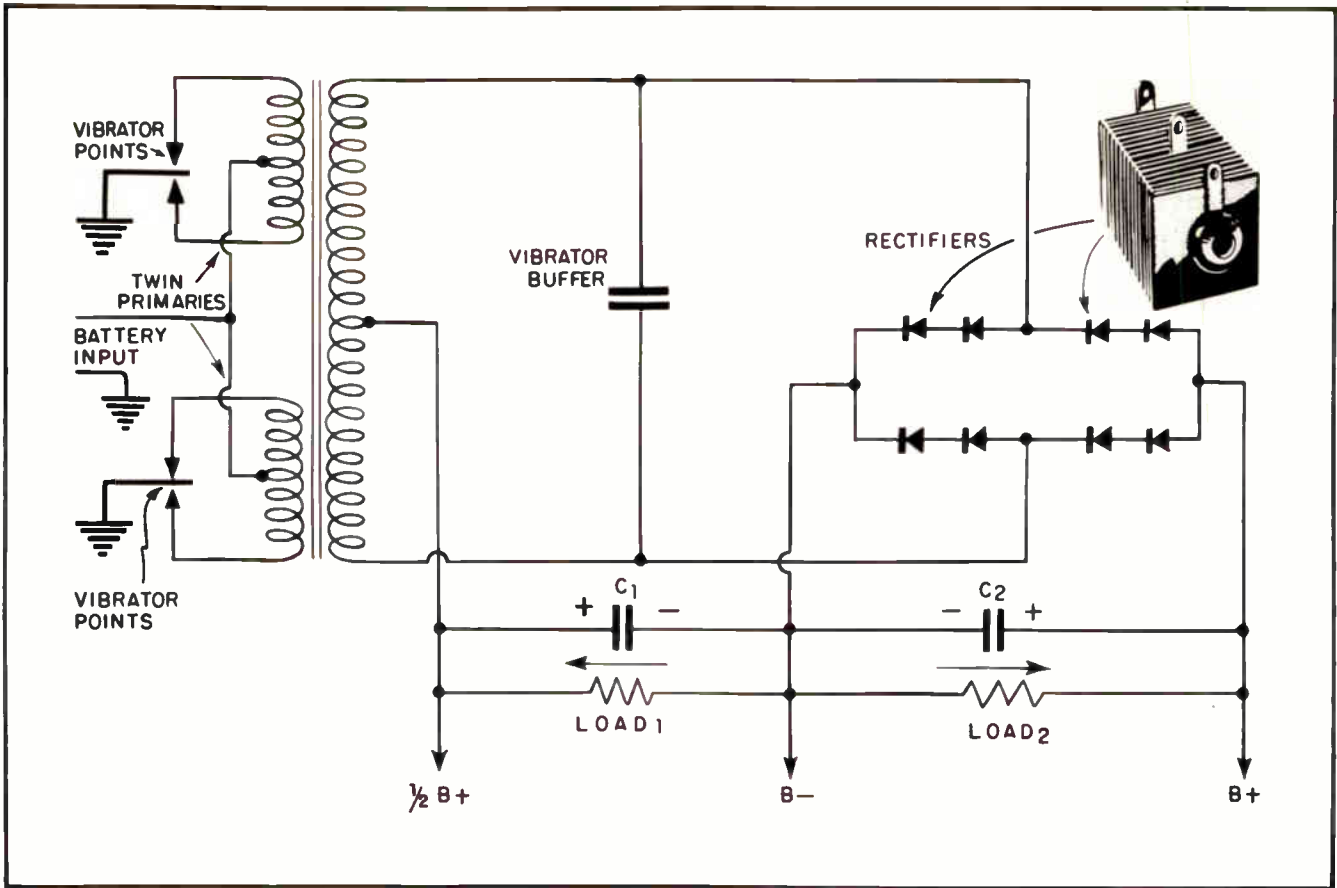 VIBRATOR
POINTS
TWIN
PRIMARIES
BATTERY
INPUT
VIBRATOR
POINTS
VIBRATOR
BUFFER
RECTIFIERS
+ C1 −
− C2 +
LOAD1
LOAD2
½ B+
B−
B+